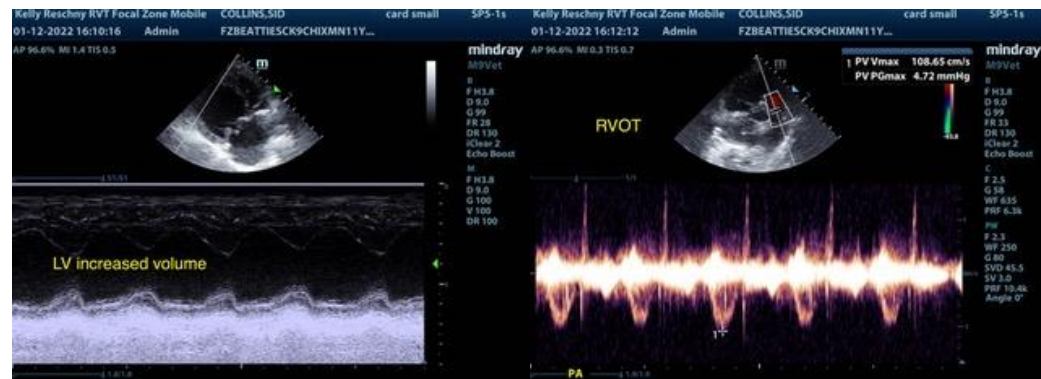 Kelly Reschny RVT Focal Zone Mobile COLLINS,SID card small SP5-1s
01-12-2022 16:10:16 Admin FZBEATTIESCK9CHIXMN11Y...
AP 96.6% MI 1.4 TIS 0.5
mindray
M9Vet
B
F H3.8
D 9.0
G 99
FR 28
DR 130
iClear 2
Echo Boost
M
F H3.8
D 9.0
G 100
V 100
DR 100
m
LV increased volume
Kelly Reschny RVT Focal Zone Mobile COLLINS,SID card small SP5-1s
01-12-2022 16:12:12 Admin FZBEATTIESCK9CHIXMN11Y...
AP 96.6% MI 0.3 TIS 0.7
1 PV Vmax 108.65 cm/s
PV PGmax 4.72 mmHg
mindray
M9Vet
B
F H3.8
D 9.0
G 99
FR 33
DR 130
iClear 2
Echo Boost
C
F 2.5
G 58
WF 635
PRF 6.3k
PW
F 2.3
WF 250
G 80
SVD 45.5
SV 3.0
PRF 10.4k
Angle 0°
m
RVOT
1
PA